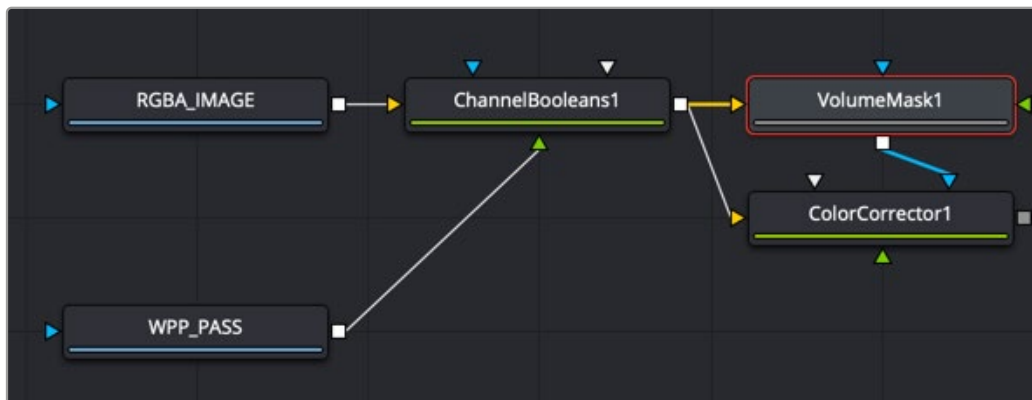 RGBA_IMAGE
ChannelBooleans1
VolumeMask1
ColorCorrector1
WPP_PASS